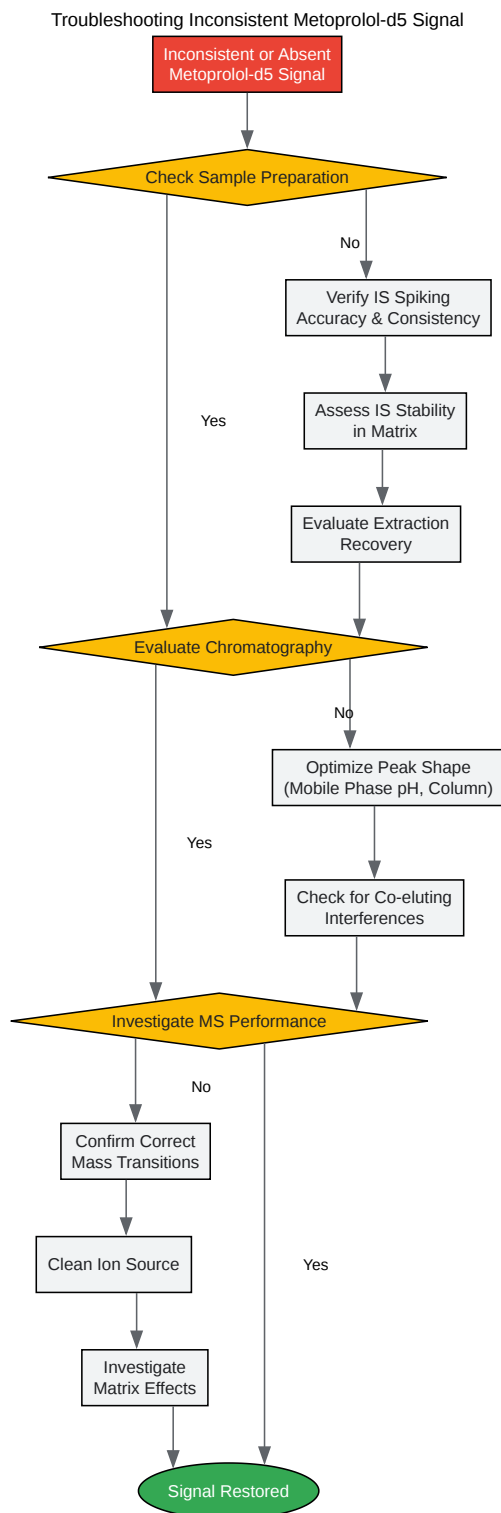 Troubleshooting Inconsistent Metoprolol-d5 Signal
Inconsistent or Absent
Metoprolol-d5 Signal
Check Sample Preparation
No
Verify IS Spiking
Accuracy & Consistency
Assess IS Stability
in Matrix
Yes
Evaluate Extraction
Recovery
Evaluate Chromatography
No
Optimize Peak Shape
(Mobile Phase pH, Column)
Yes
Check for Co-eluting
Interferences
Investigate MS Performance
No
Confirm Correct
Mass Transitions
Clean Ion Source
Yes
Investigate
Matrix Effects
Signal Restored